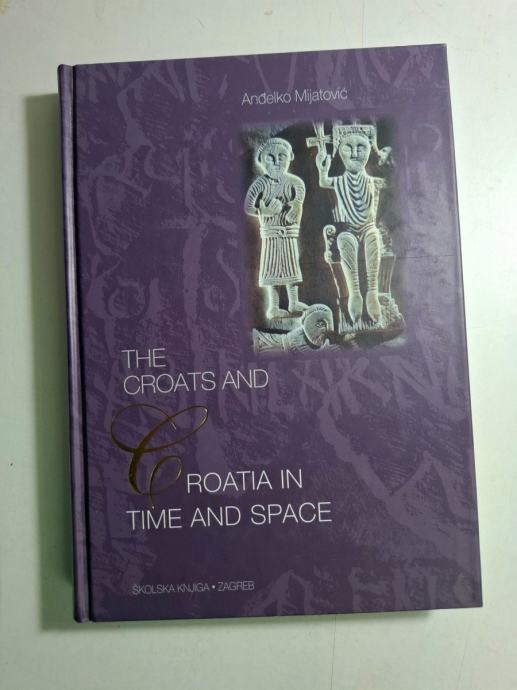 Anđelko Mijatović
THE
CROATS AND
CROATIA IN
TIME AND SPACE
ŠKOLSKA KNJIGA • ZAGREB